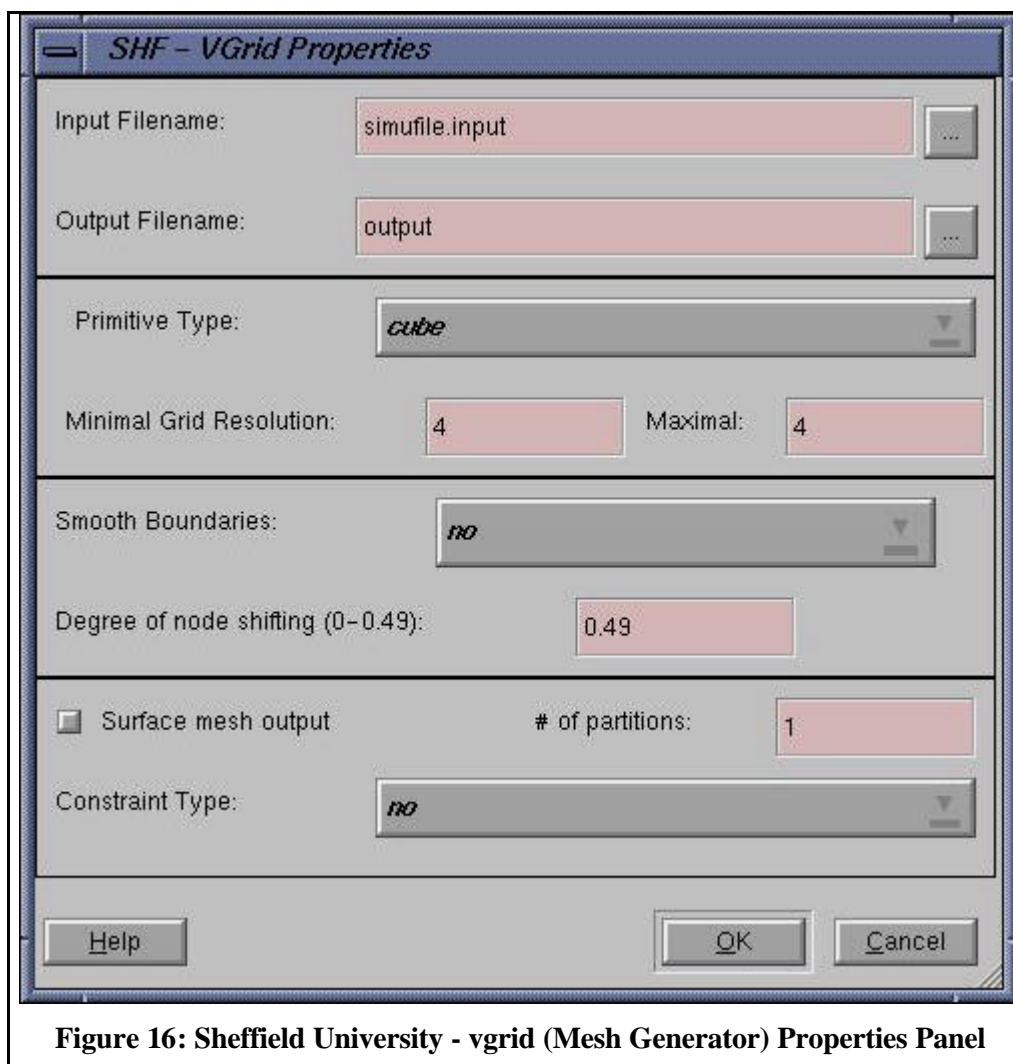 SHF – VGrid Properties
Input Filename: simufile.input ...
Output Filename: output ...
Primitive Type: cube
Minimal Grid Resolution: 4 Maximal: 4
Smooth Boundaries: no
Degree of node shifting (0–0.49): 0.49
Surface mesh output # of partitions: 1
Constraint Type: no
Help OK Cancel
Figure 16: Sheffield University - vgrid (Mesh Generator) Properties Panel